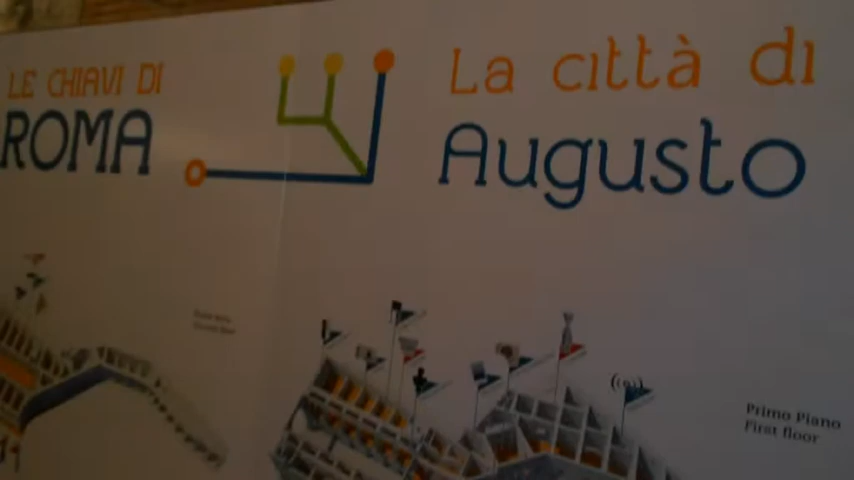 LE CHIAVI DI
ROMA
La città di
Augusto
Primo Piano
First floor